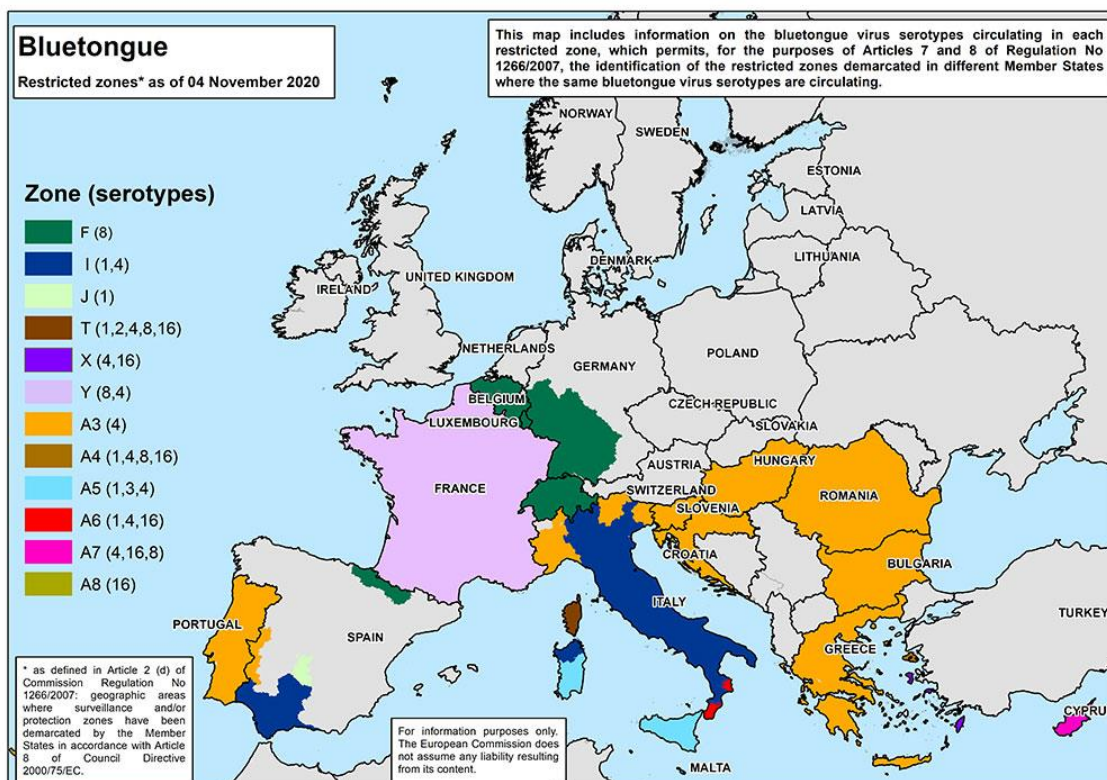 Bluetongue
Restricted zones* as of 04 November 2020
This map includes information on the bluetongue virus serotypes circulating in each
restricted zone, which permits, for the purposes of Articles 7 and 8 of Regulation No
1266/2007, the identification of the restricted zones demarcated in different Member States
where the same bluetongue virus serotypes are circulating.
Zone (serotypes)
F (8)
I (1,4)
J (1)
T (1,2,4,8,16)
X (4,16)
Y (8,4)
A3 (4)
A4 (1,4,8,16)
A5 (1,3,4)
A6 (1,4,16)
A7 (4,16,8)
A8 (16)
NORWAY
SWEDEN
ESTONIA
LATVIA
LITHUANIA
DENMARK
UNITED KINGDOM
IRELAND
NETHERLANDS
GERMANY
POLAND
BELGIUM
LUXEMBOURG
CZECH REPUBLIC
SLOVAKIA
AUSTRIA
HUNGARY
SWITZERLAND
FRANCE
SLOVENIA
ROMANIA
CROATIA
BULGARIA
ITALY
PORTUGAL
SPAIN
TURKEY
GREECE
CYPRU
MALTA
* as defined in Article 2 (d) of
Commission Regulation No
1266/2007: geographic areas
where surveillance and/or
protection zones have been
demarcated by the Member
States in accordance with Article
8 of Council Directive
2000/75/EC.
For information purposes only.
The European Commission does
not assume any liability resulting
from its content.